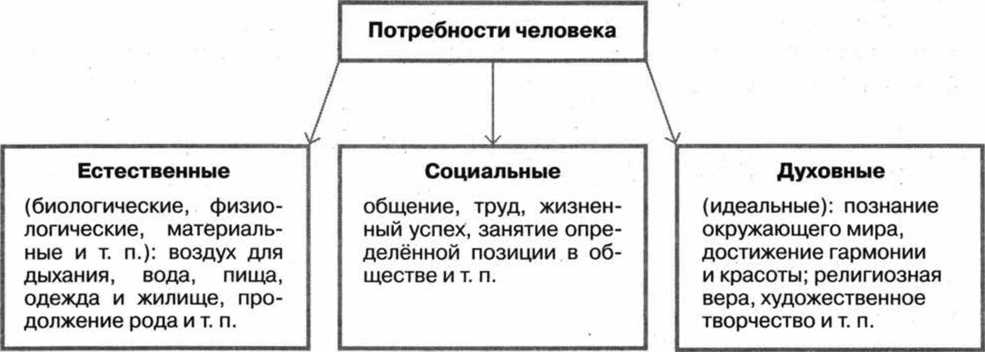 Потребности человека
Естественные
(биологические, физио-
логические, материаль-
ные и т. п.): воздух для
дыхания, вода, пища,
одежда и жилище, про-
должение рода и т. п.
Социальные
общение, труд, жизнен-
ный успех, занятие опре-
делённой позиции в об-
ществе и т. п.
Духовные
(идеальные): познание
окружающего мира,
достижение гармонии
и красоты; религиозная
вера, художественное
творчество и т. п.